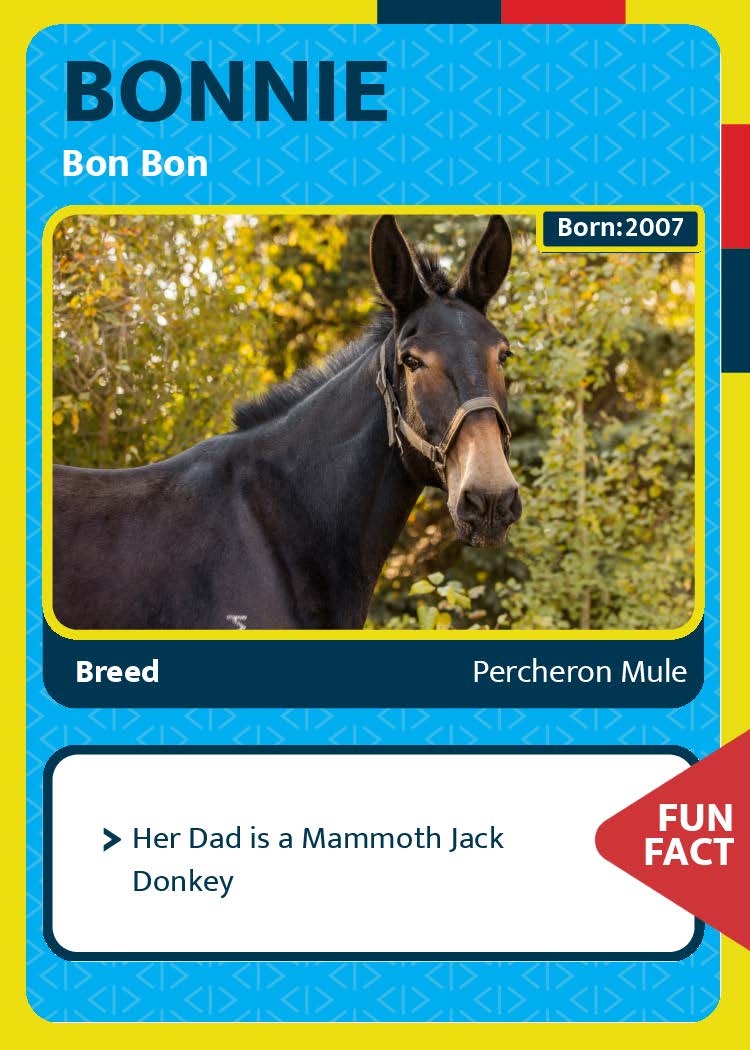 BONNIE
Bon Bon
Born:2007
Breed Percheron Mule
> Her Dad is a Mammoth Jack
Donkey
FUN
FACT